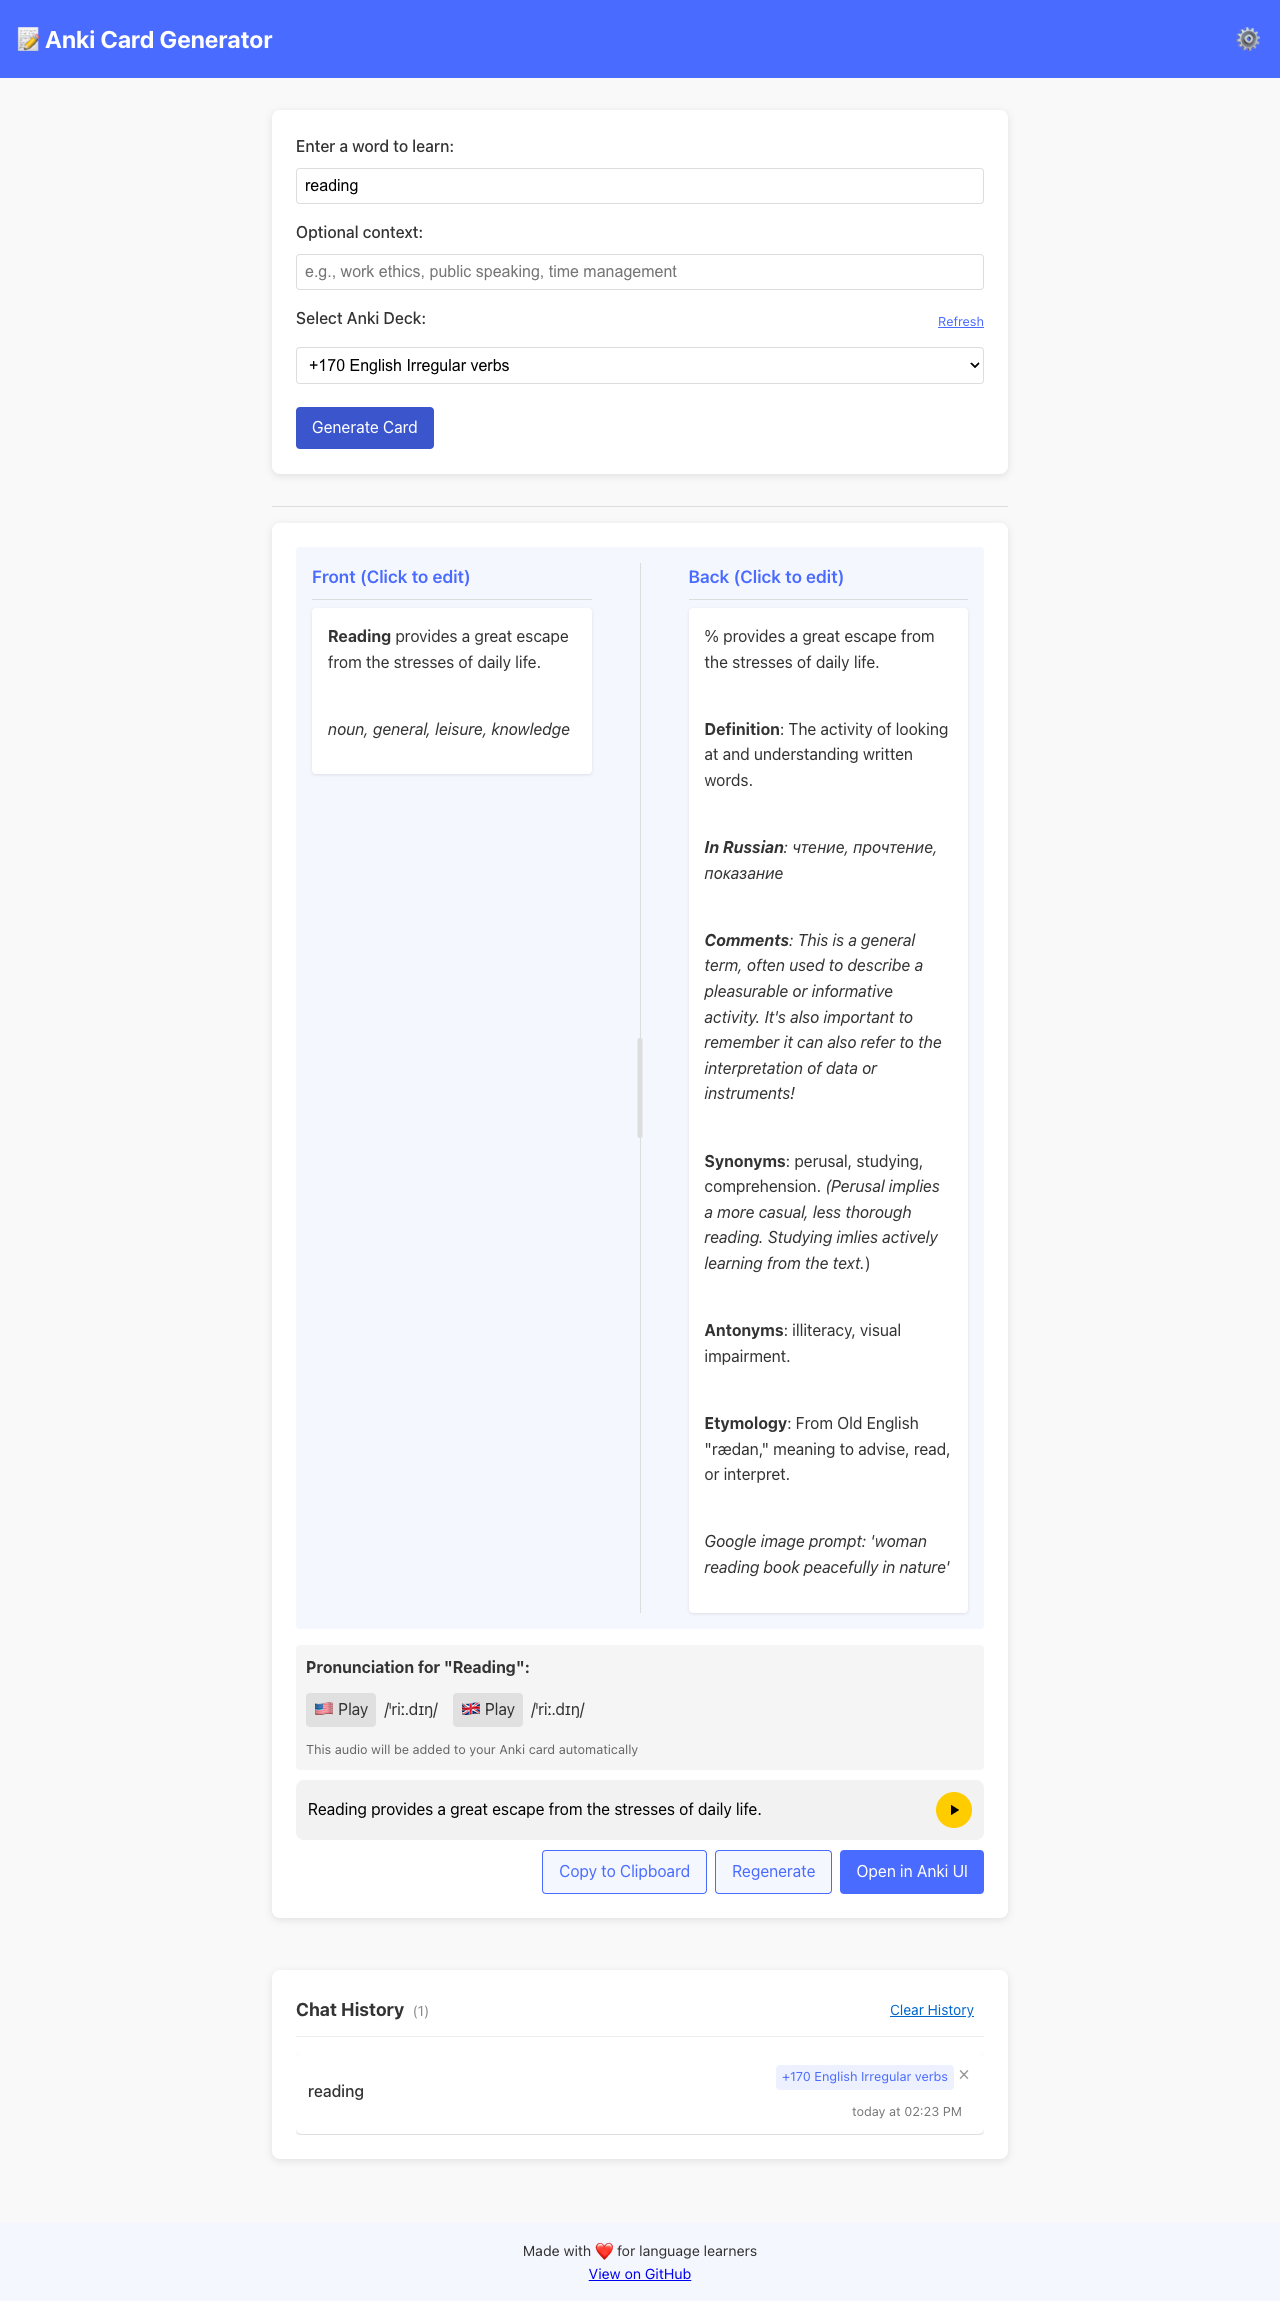 📝 Anki Card Generator
Enter a word to learn:
reading
Optional context:
e.g., work ethics, public speaking, time management
Select Anki Deck:
Refresh
+170 English Irregular verbs
Generate Card
Front (Click to edit)
Reading provides a great escape
from the stresses of daily life.
noun, general, leisure, knowledge
Back (Click to edit)
% provides a great escape from
the stresses of daily life.
Definition: The activity of looking
at and understanding written
words.
In Russian: чтение, прочтение,
показание
Comments: This is a general
term, often used to describe a
pleasurable or informative
activity. It's also important to
remember it can also refer to the
interpretation of data or
instruments!
Synonyms: perusal, studying,
comprehension. (Perusal implies
a more casual, less thorough
reading. Studying imlies actively
learning from the text.)
Antonyms: illiteracy, visual
impairment.
Etymology: From Old English
"rædan," meaning to advise, read,
or interpret.
Google image prompt: 'woman
reading book peacefully in nature'
Pronunciation for "Reading":
🇺🇸 Play /ˈriː.dɪŋ/ 🇬🇧 Play /ˈriː.dɪŋ/
This audio will be added to your Anki card automatically
Reading provides a great escape from the stresses of daily life.
Copy to Clipboard
Regenerate
Open in Anki UI
Chat History (1)
Clear History
reading
+170 English Irregular verbs ×
today at 02:23 PM
Made with ❤️ for language learners
View on GitHub